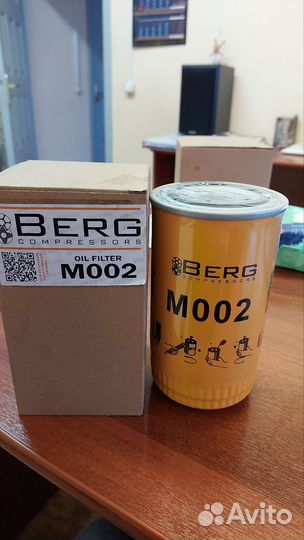 BERG
COMPRESSORS
OIL FILTER
M002
BERG
COMPRESSORS
M002
Avito